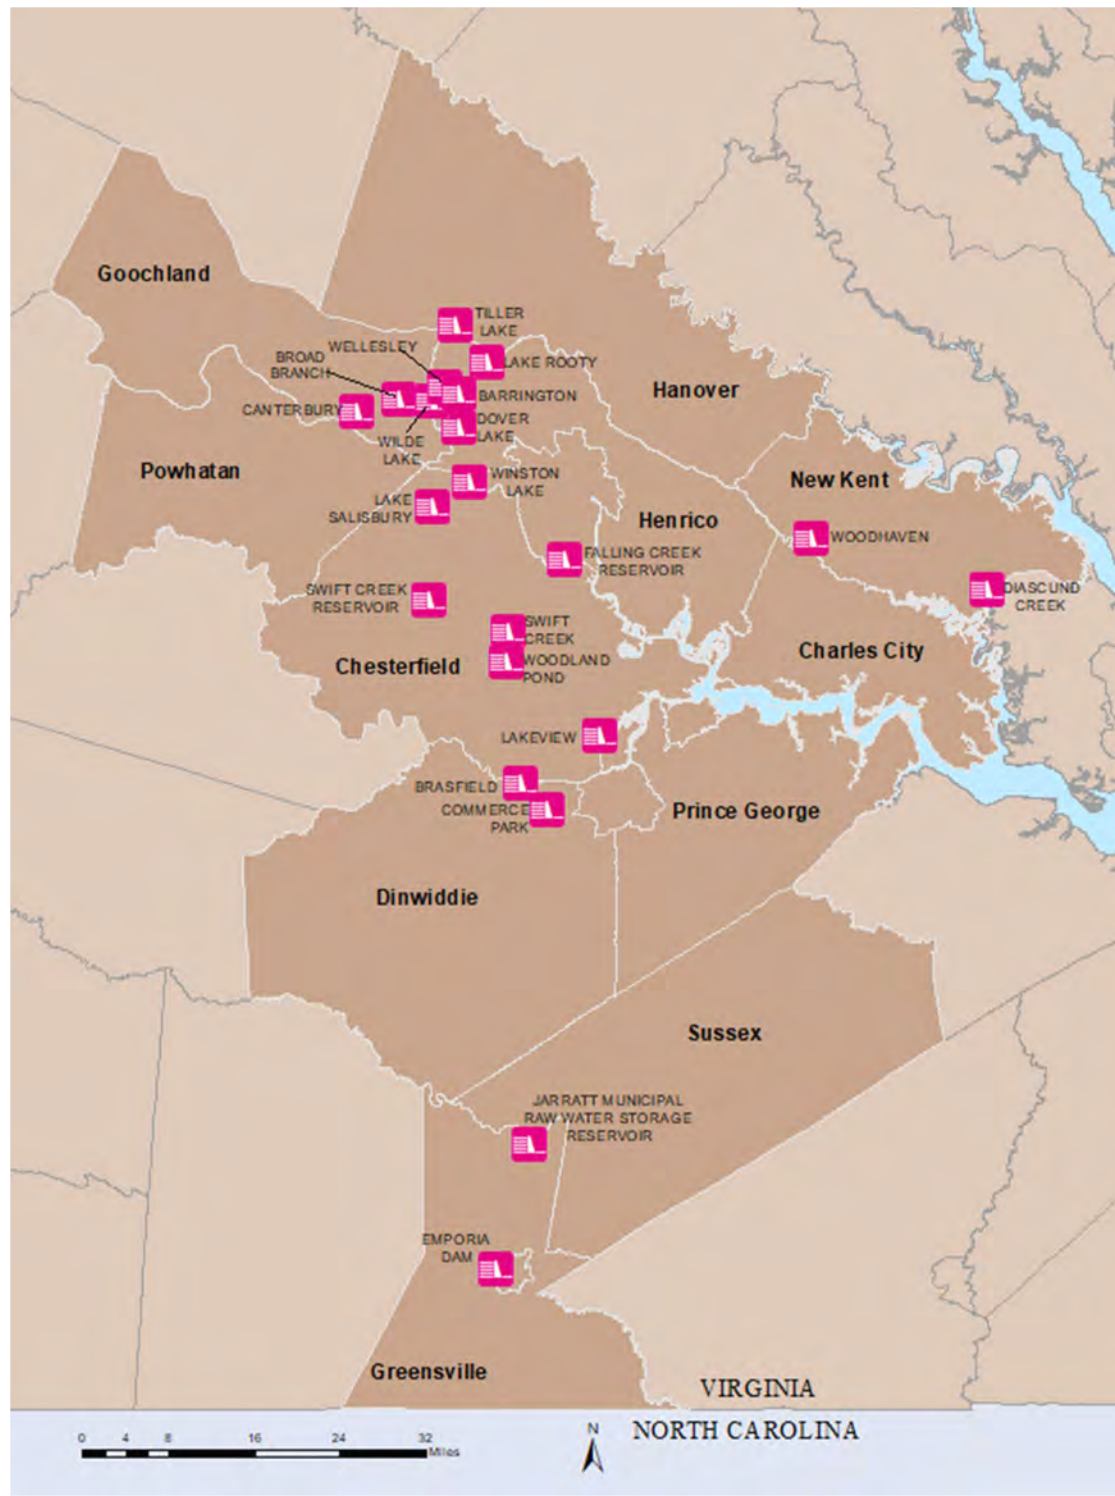 Goochland
TILLER
LAKE
WELLESLEY
BROAD
BRANCH
LAKE ROOTY
Hanover
BARRINGTON
CANTERBURY
DOVER
LAKE
WILDE
LAKE
Powhatan
WINSTON
LAKE
New Kent
LAKE
SALISBURY
Henrico
WOODHAVEN
FALLING CREEK
RESERVOIR
SWIFT CREEK
RESERVOIR
DIASCUND
CREEK
SWIFT
CREEK
Chesterfield
WOODLAND
POND
Charles City
LAKEVIEW
BRASFIELD
COMMERCE
PARK
Prince George
Dinwiddie
Sussex
JARRATT MUNICIPAL
RAW WATER STORAGE
RESERVOIR
EMPORIA
DAM
Greensville
VIRGINIA
NORTH CAROLINA
N
0 4 8 16 24 32
Miles